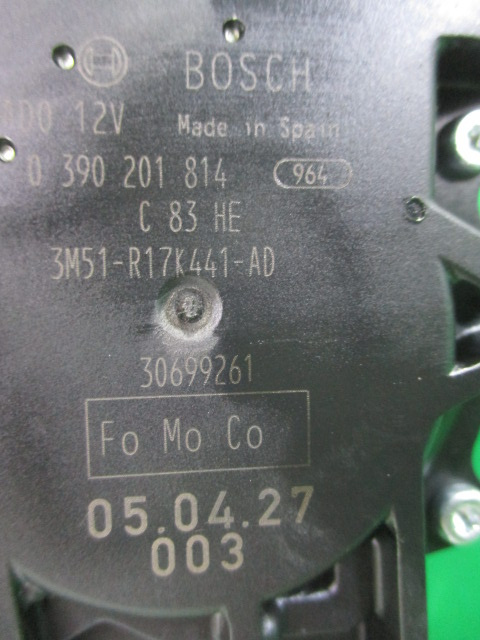 BOSCH
12V Made in Spain
0 390 201 814 964
C 83 HE
3M51-R17K441-AD
30699261
Fo Mo Co
05.04.27
003